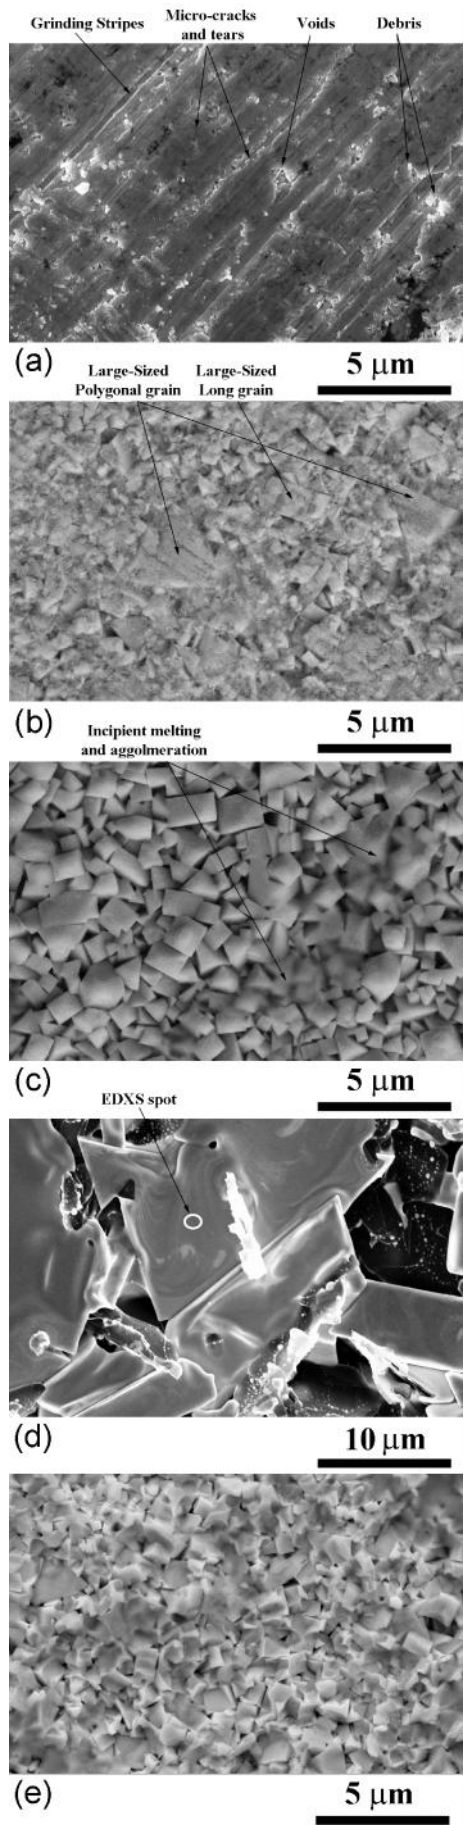 Grinding Stripes
Micro-cracks
and tears
Voids
Debris
(a)
5 µm
Large-Sized
Polygonal grain
Large-Sized
Long grain
(b)
5 µm
Incipient melting
and aggolmeration
(c)
5 µm
EDXS spot
(d)
10 µm
(e)
5 µm